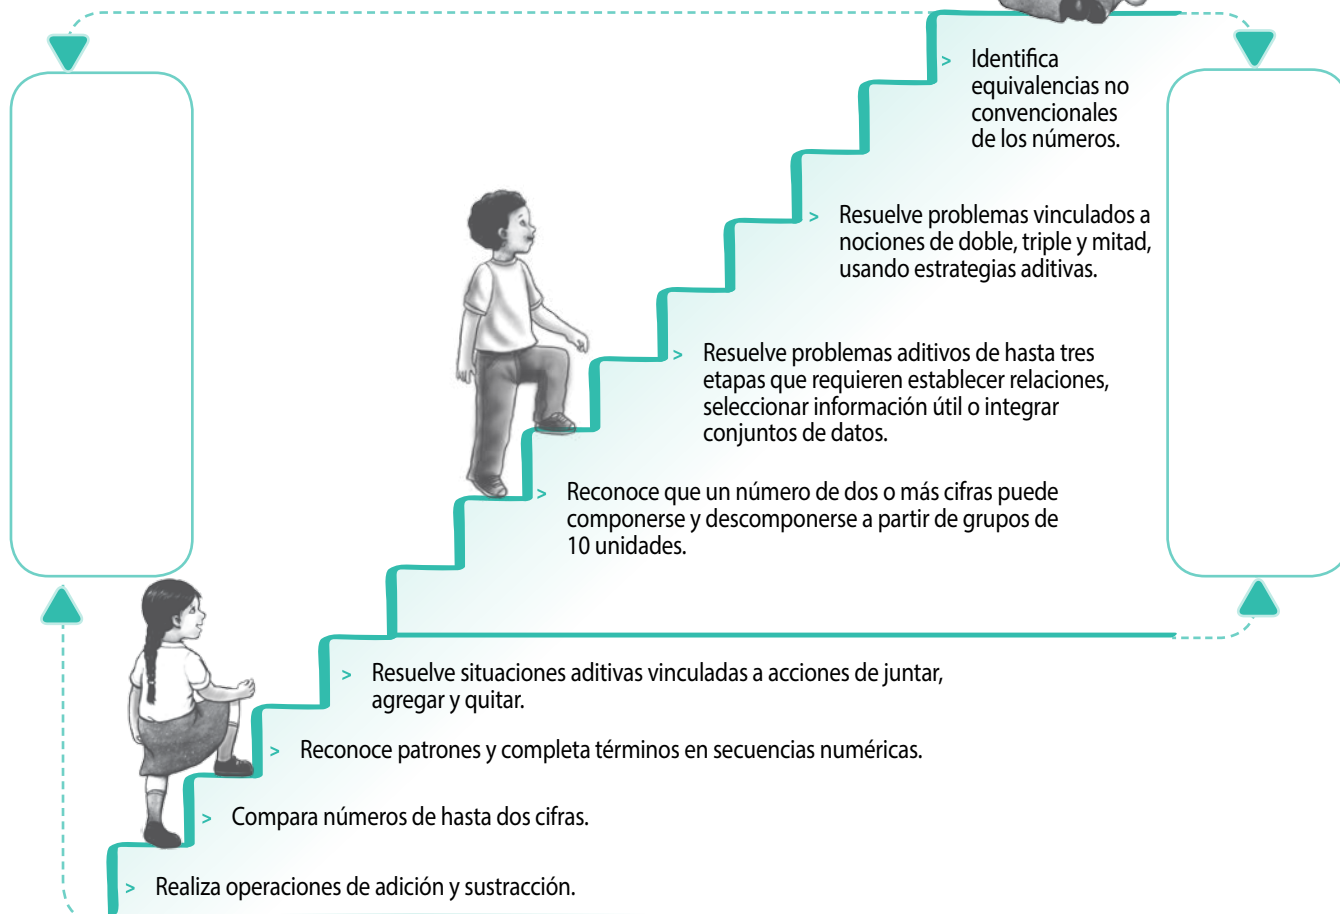 > Identifica
equivalencias no
convencionales
de los números.
> Resuelve problemas vinculados a
nociones de doble, triple y mitad,
usando estrategias aditivas.
> Resuelve problemas aditivos de hasta tres
etapas que requieren establecer relaciones,
seleccionar información útil o integrar
conjuntos de datos.
> Reconoce que un número de dos o más cifras puede
componerse y descomponerse a partir de grupos de
10 unidades.
> Resuelve situaciones aditivas vinculadas a acciones de juntar,
agregar y quitar.
> Reconoce patrones y completa términos en secuencias numéricas.
> Compara números de hasta dos cifras.
> Realiza operaciones de adición y sustracción.